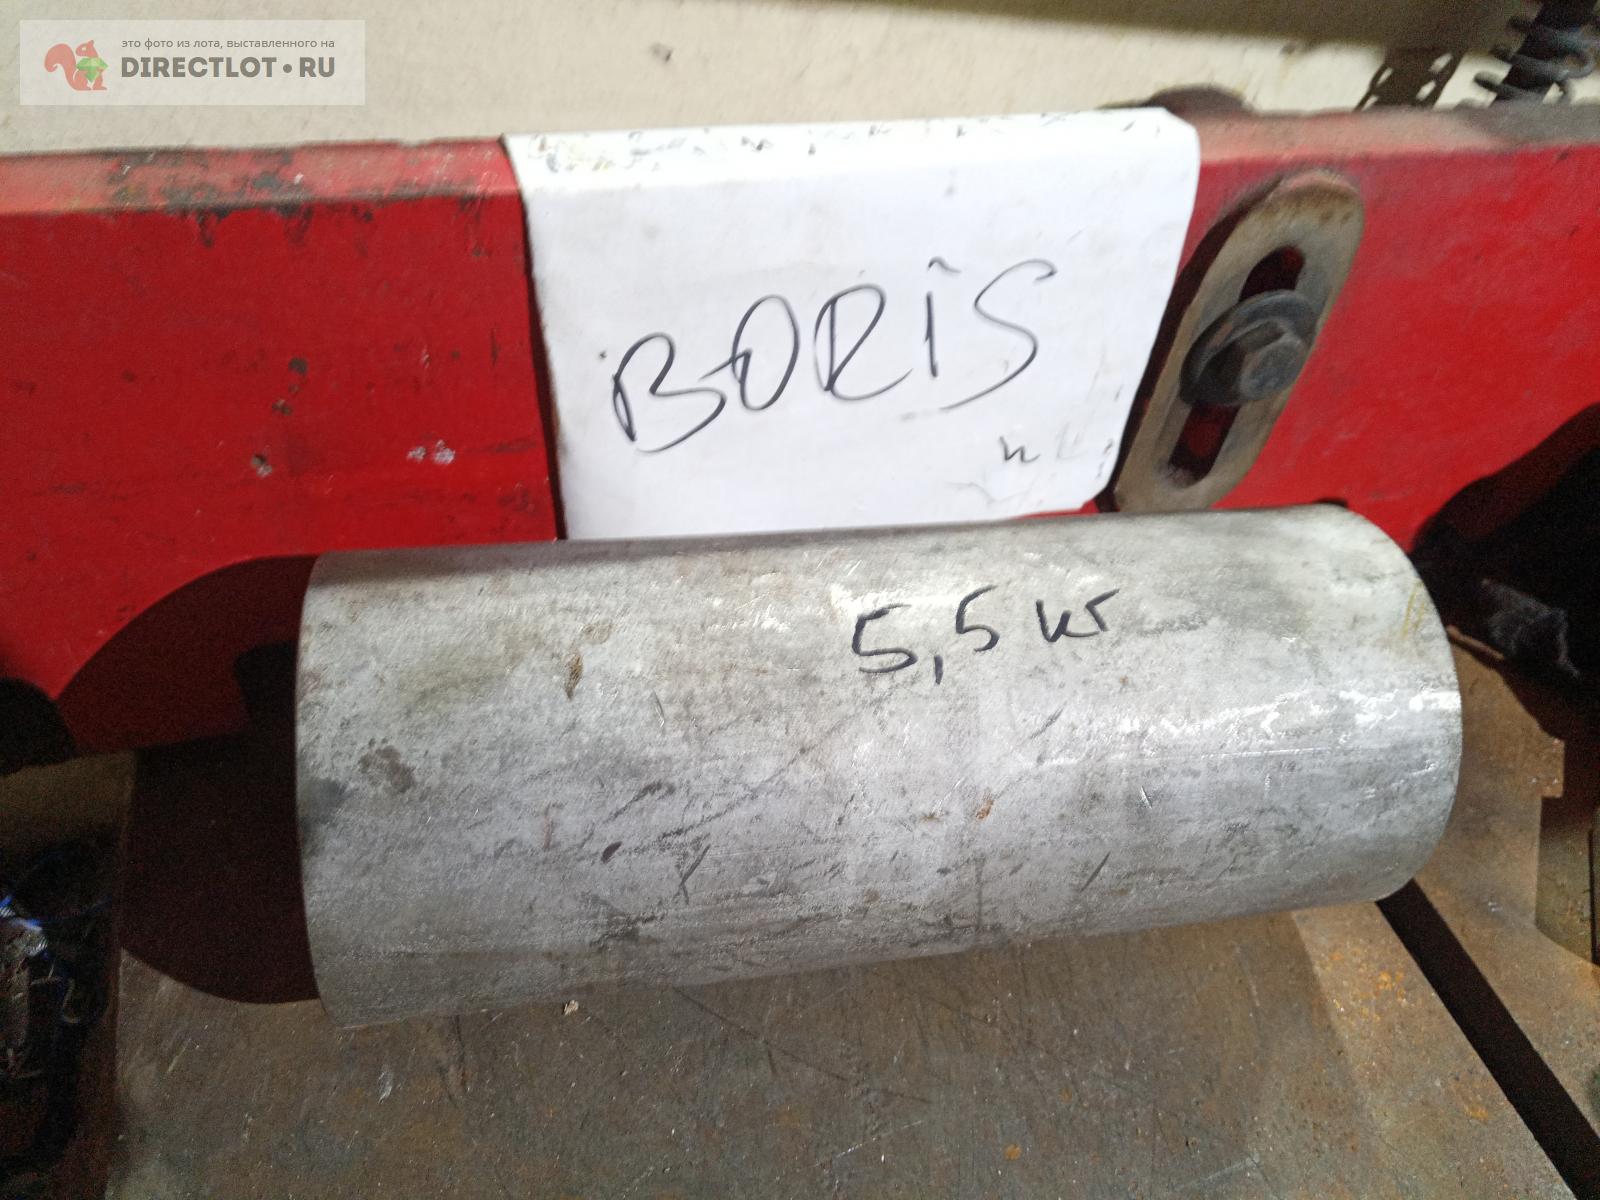 это фото из лота, выставленного на
DIRECTLOT•RU
BORIS
5,5 кг